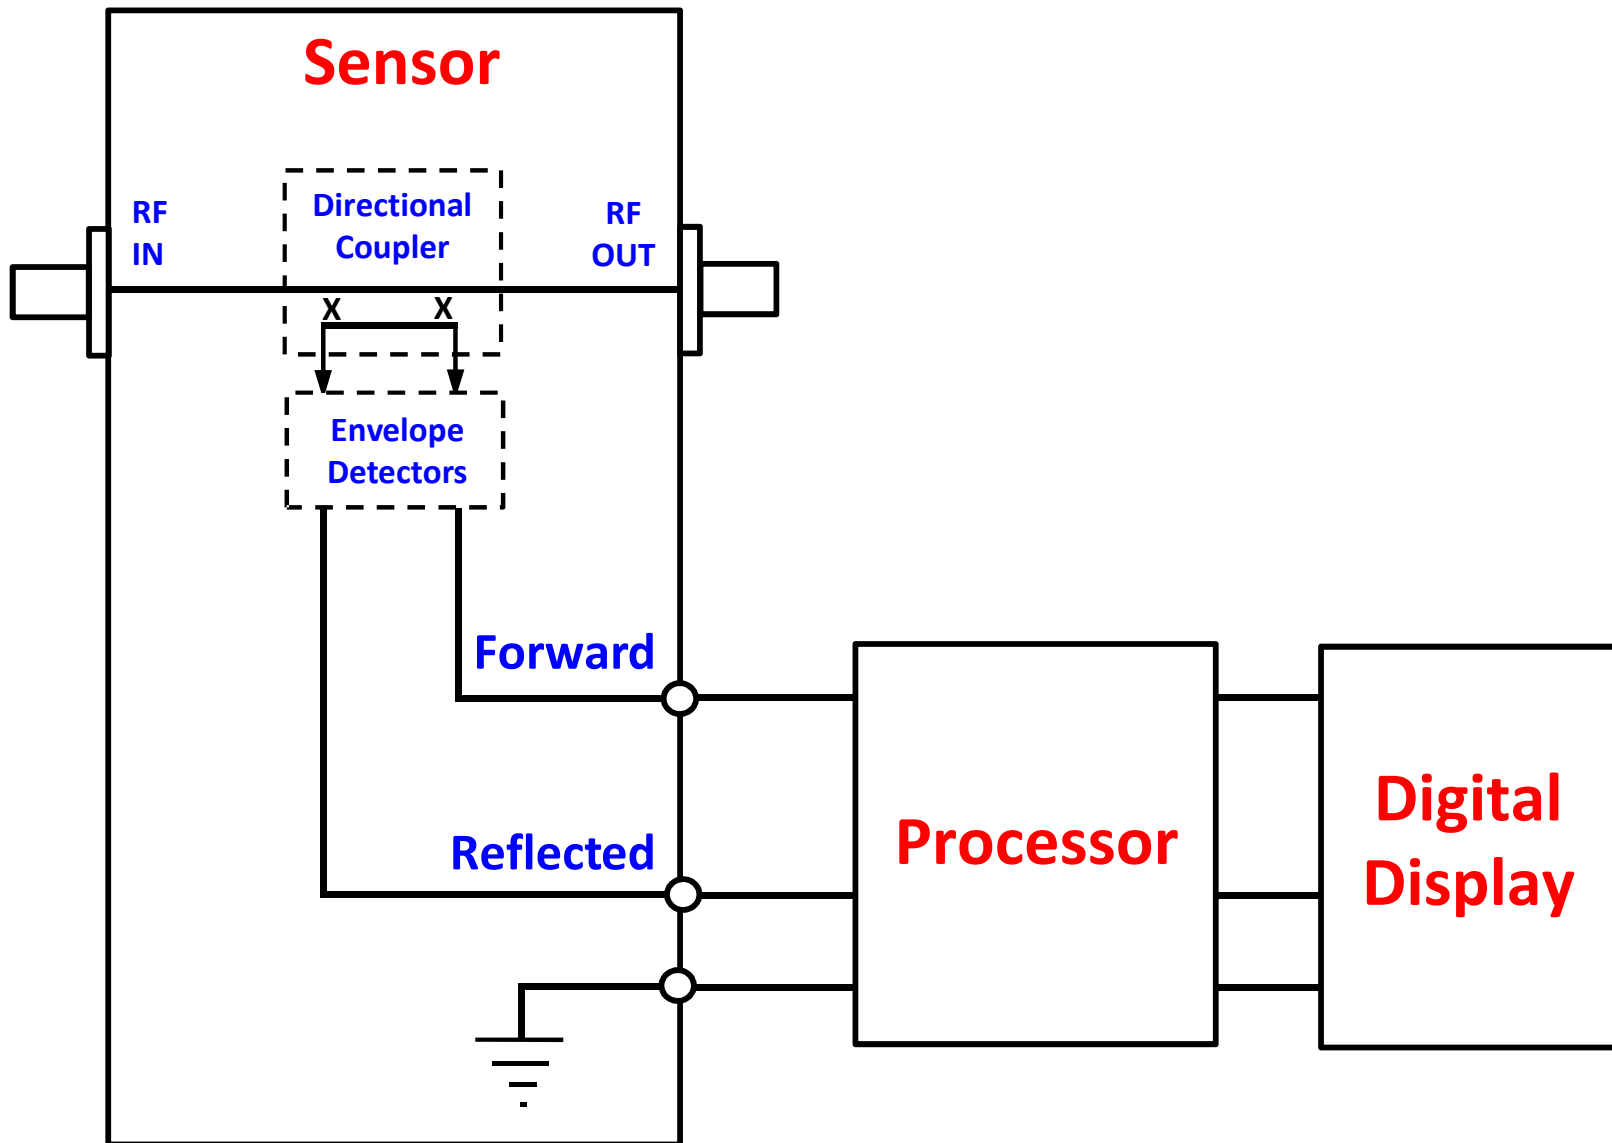 Sensor
RF
IN
Directional
Coupler
RF
OUT
X X
Envelope
Detectors
Forward
Reflected
Processor
Digital
Display